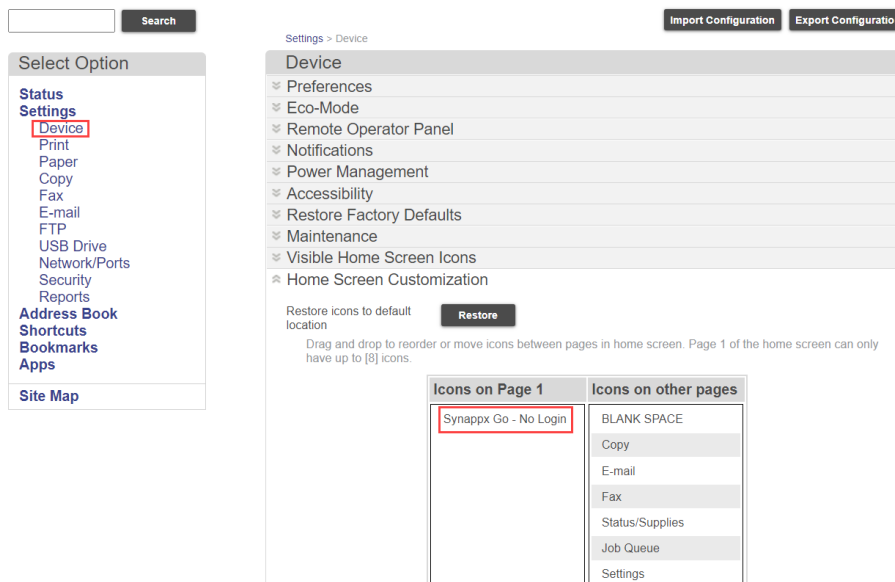 Search
Import Configuration
Export Configuratio
Settings > Device
Select Option
Status
Settings
Device
Print
Paper
Copy
Fax
E-mail
FTP
USB Drive
Network/Ports
Security
Reports
Address Book
Shortcuts
Bookmarks
Apps
Site Map
Device
Preferences
Eco-Mode
Remote Operator Panel
Notifications
Power Management
Accessibility
Restore Factory Defaults
Maintenance
Visible Home Screen Icons
Home Screen Customization
Restore icons to default
location
Restore
Drag and drop to reorder or move icons between pages in home screen. Page 1 of the home screen can only
have up to [8] icons.
Icons on Page 1
Synappx Go - No Login
Icons on other pages
BLANK SPACE
Copy
E-mail
Fax
Status/Supplies
Job Queue
Settings